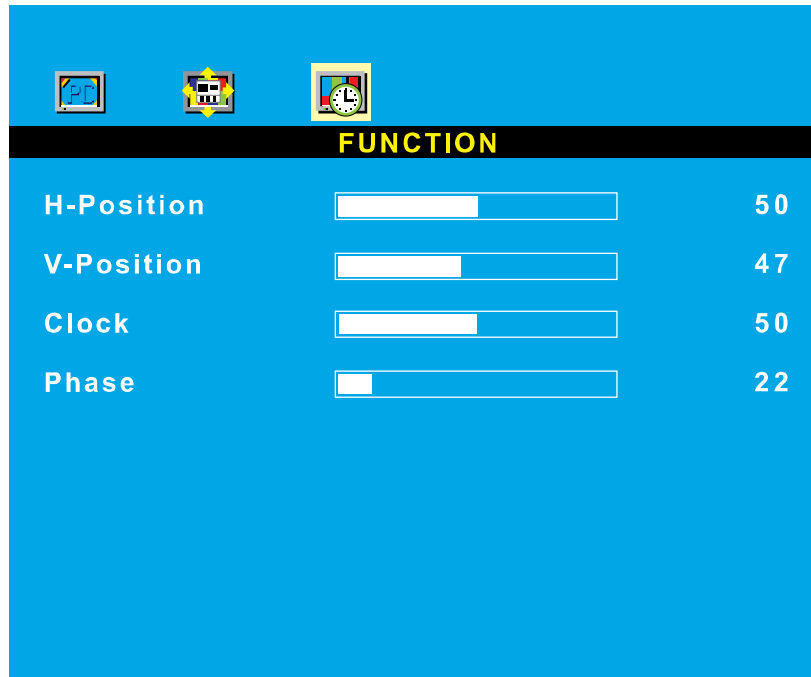 PC
FUNCTION
H-Position 50
V-Position 47
Clock 50
Phase 22